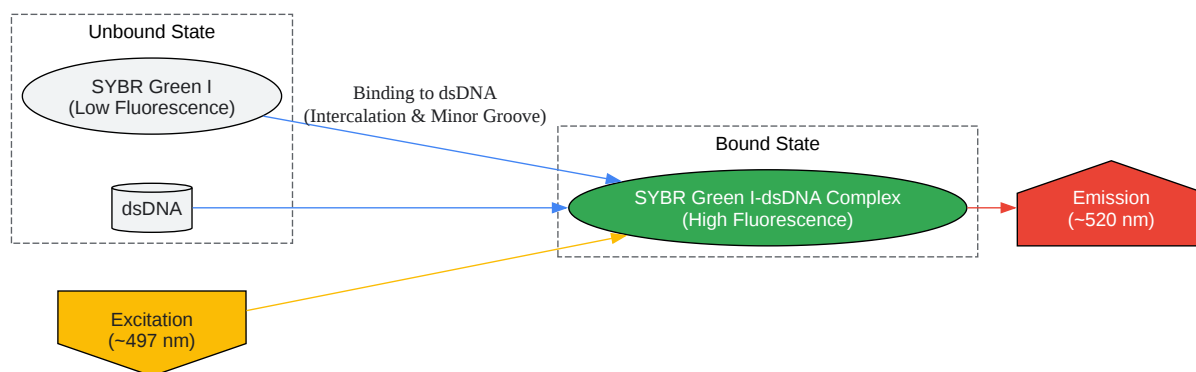 Unbound State
SYBR Green I
(Low Fluorescence)
Binding to dsDNA
(Intercalation & Minor Groove)
dsDNA
Bound State
SYBR Green I-dsDNA Complex
(High Fluorescence)
Emission
(~520 nm)
Excitation
(~497 nm)